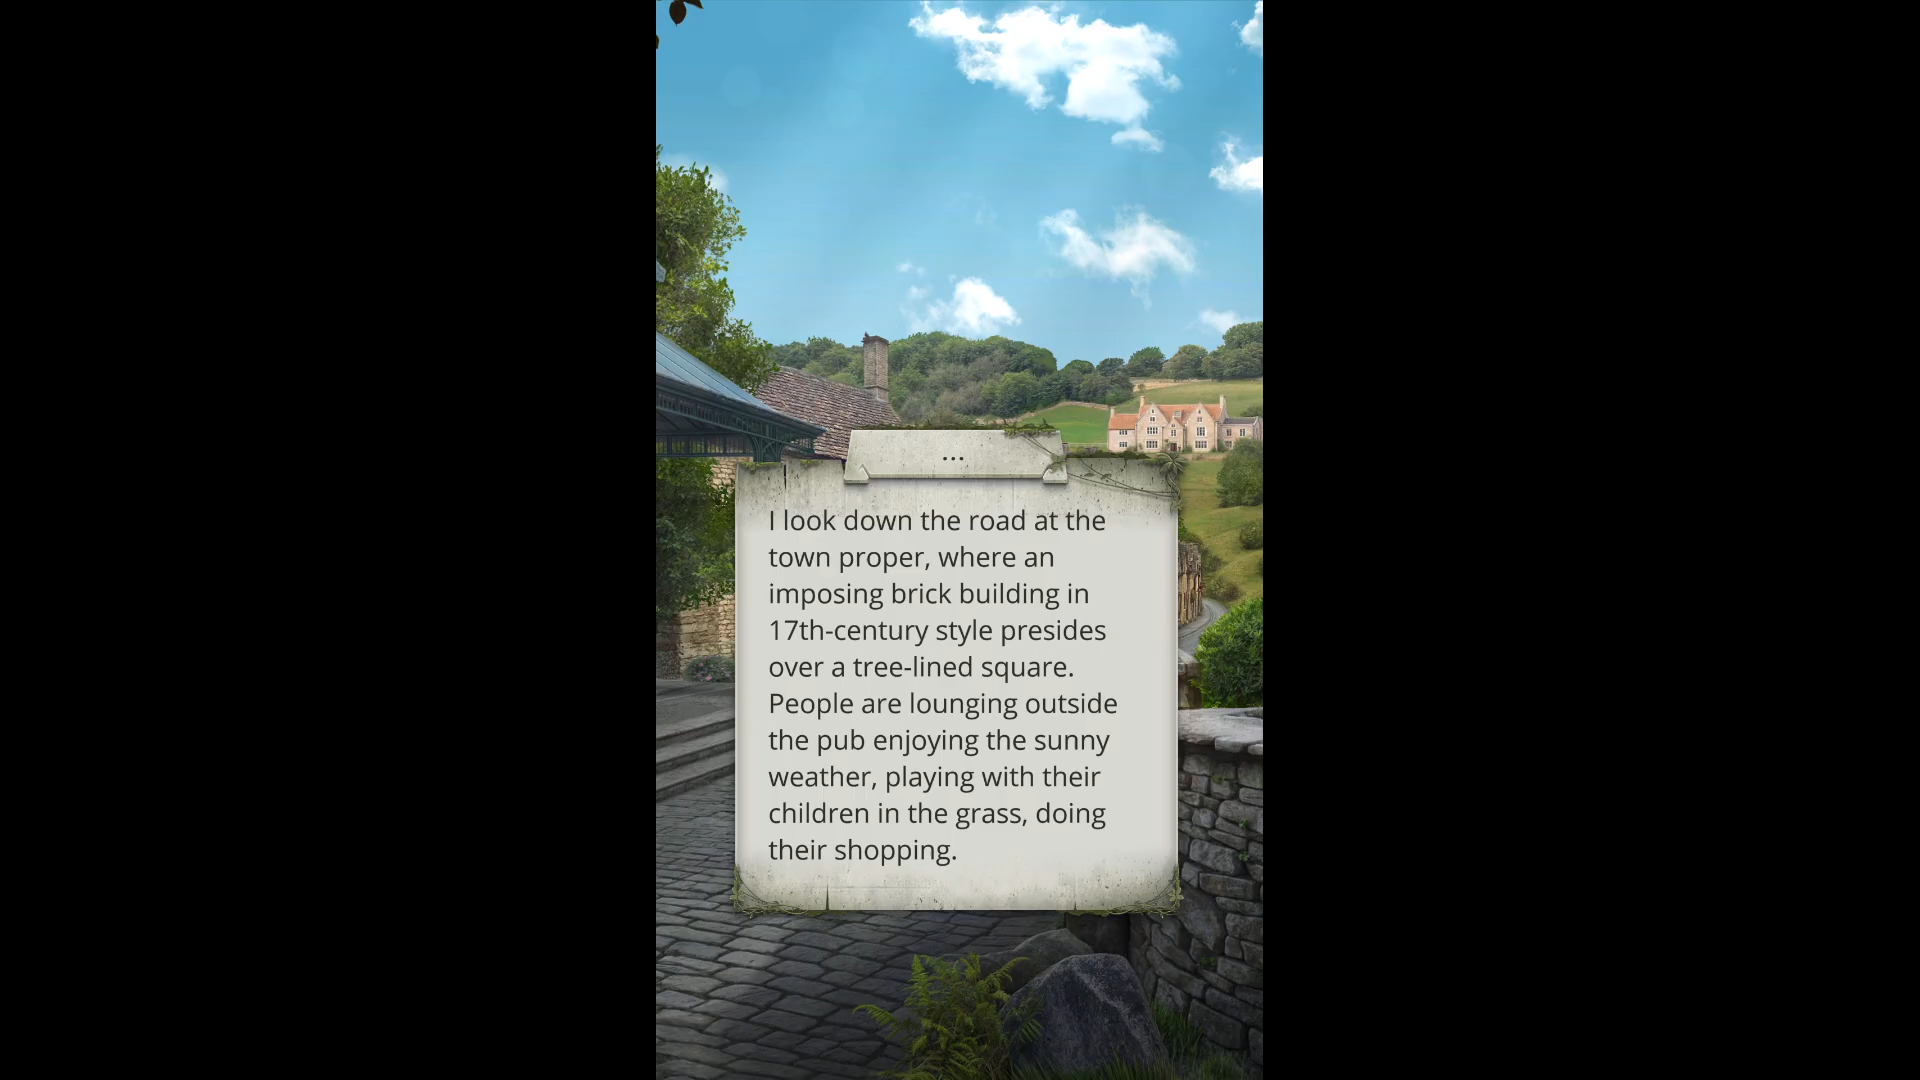 ...
I look down the road at the
town proper, where an
imposing brick building in
17th-century style presides
over a tree-lined square.
People are lounging outside
the pub enjoying the sunny
weather, playing with their
children in the grass, doing
their shopping.